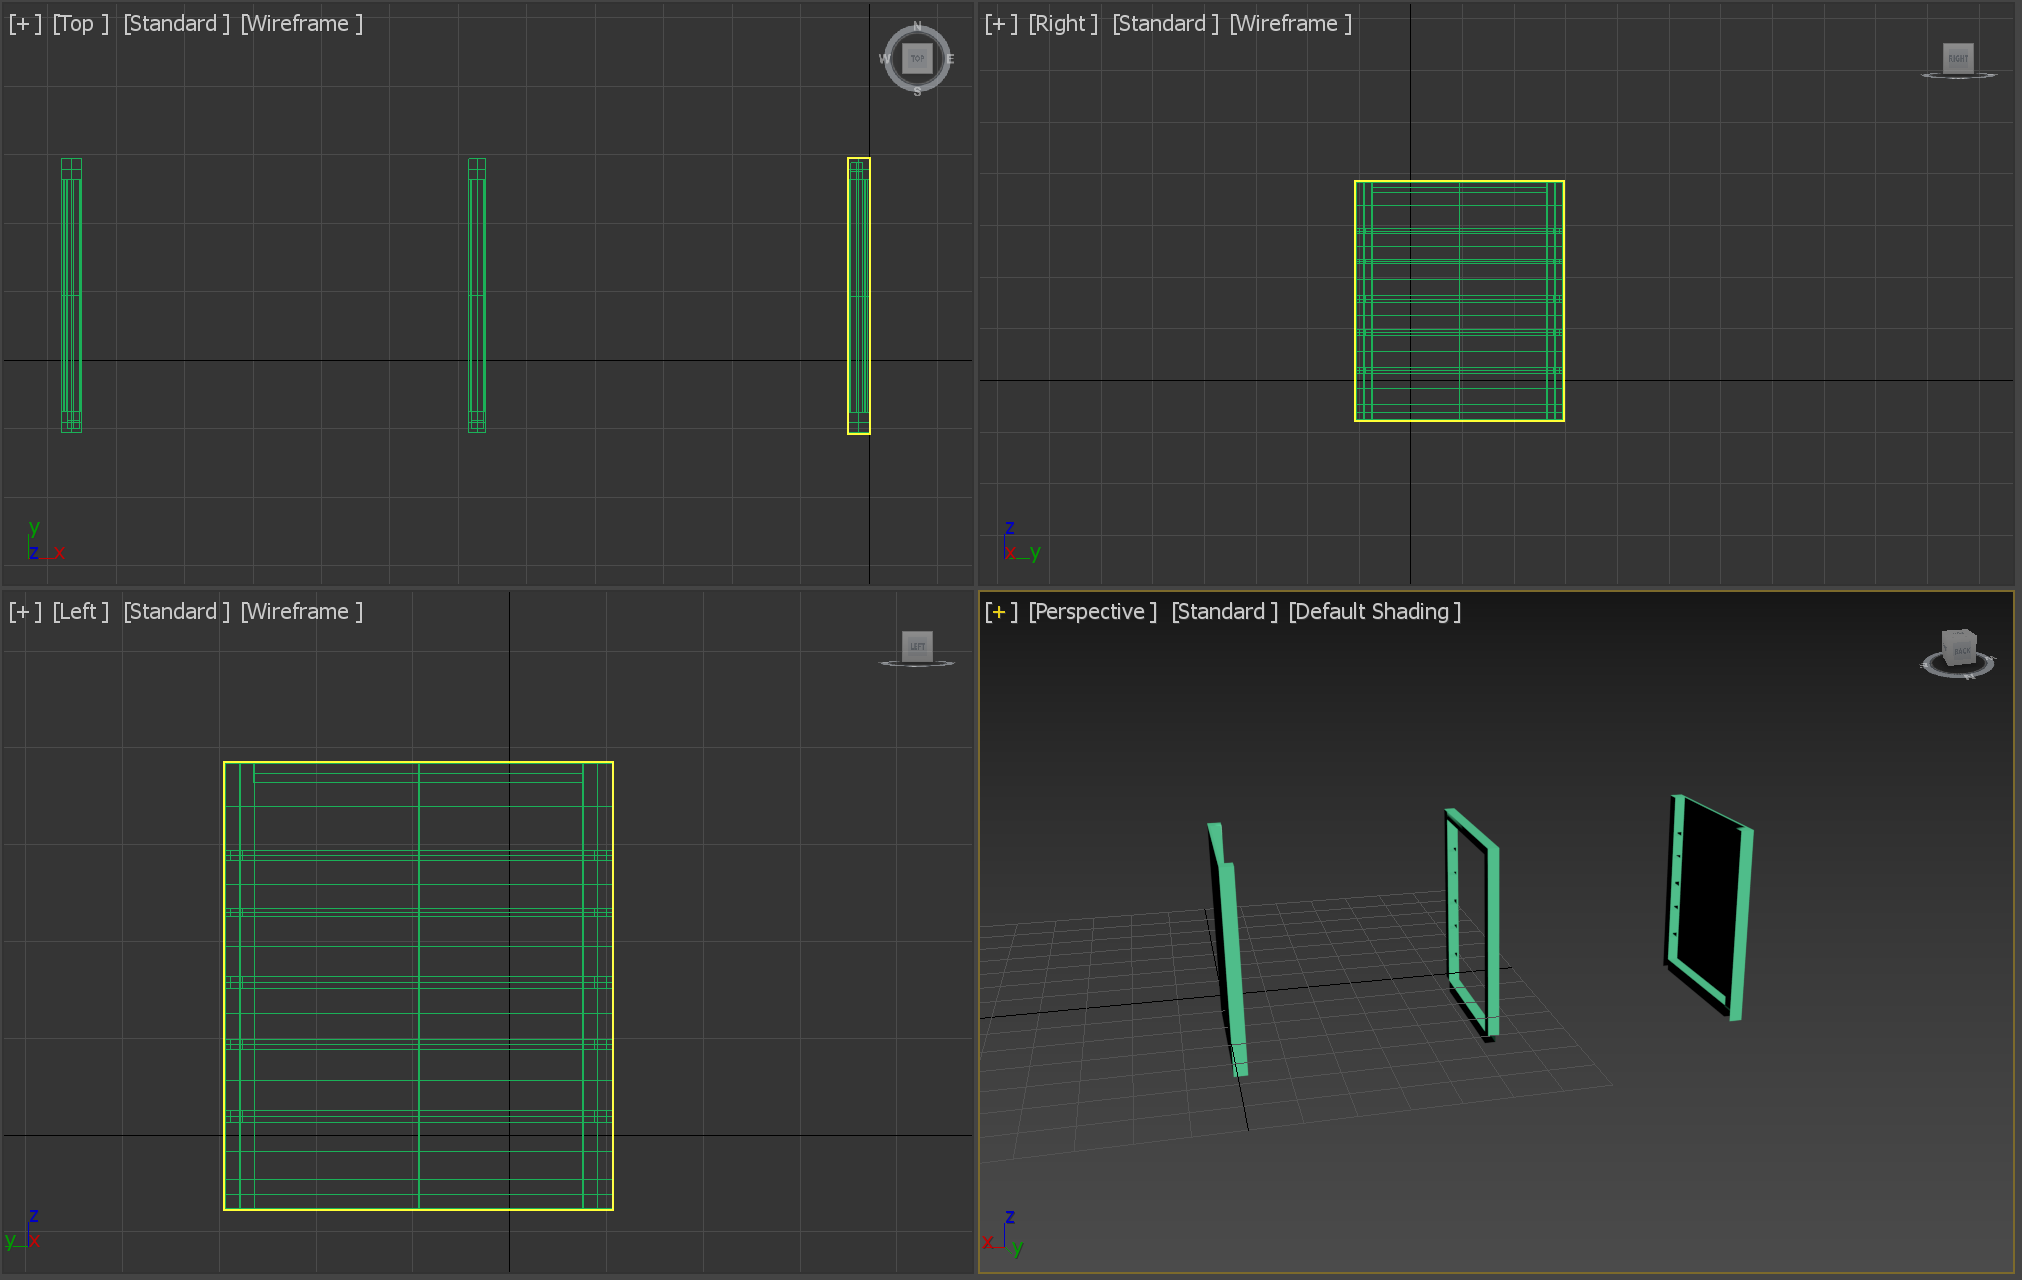 [+] [Top ] [Standard ] [Wireframe ]
N
W TOP E
S
y
z x
[+] [Right ] [Standard ] [Wireframe ]
RIGHT
z
x y
[+] [Left ] [Standard ] [Wireframe ]
LEFT
z
y x
[+] [Perspective ] [Standard ] [Default Shading ]
BACK
z
x y